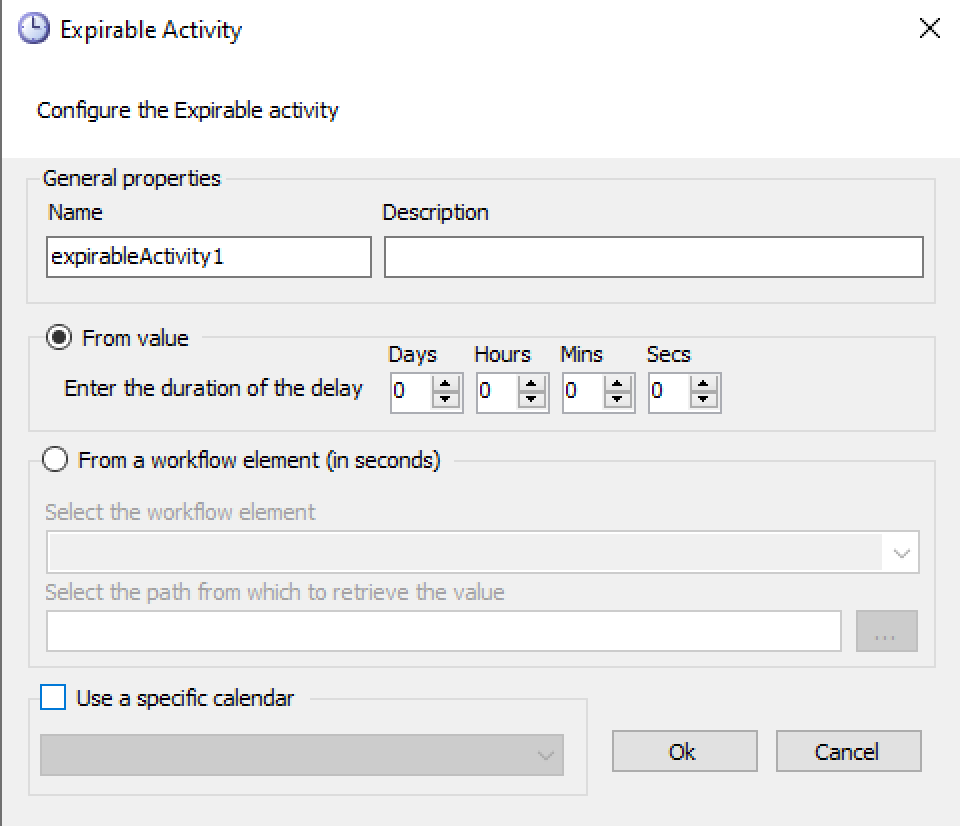 Expirable Activity
Configure the Expirable activity
General properties
Name Description
expirableActivity1
From value
Days Hours Mins Secs
Enter the duration of the delay 0 0 0 0
From a workflow element (in seconds)
Select the workflow element
Select the path from which to retrieve the value
...
Use a specific calendar
Ok Cancel